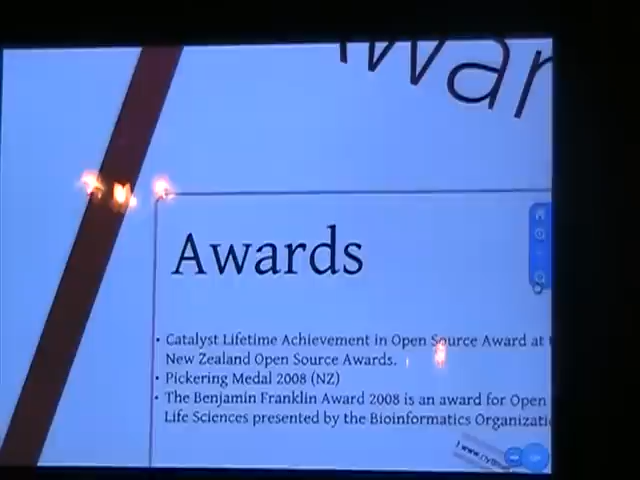 Awar
Awards
• Catalyst Lifetime Achievement in Open Source Award at
New Zealand Open Source Awards.
• Pickering Medal 2008 (NZ)
• The Benjamin Franklin Award 2008 is an award for Open
Life Sciences presented by the Bioinformatics Organizati